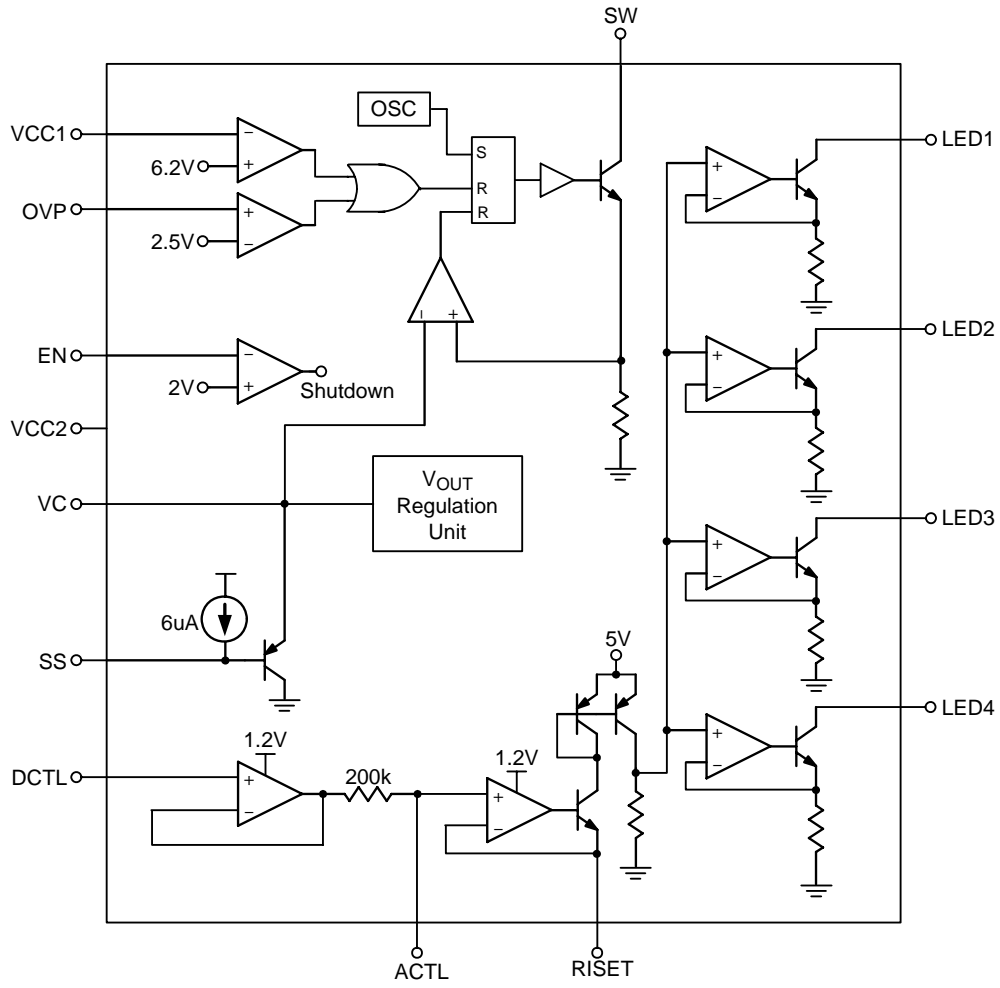 SW
OSC
VCC1
−
+
6.2V
S
R
R
OVP
+
−
2.5V
LED1
+
−
− +
EN
−
+
2V
Shutdown
LED2
+
−
VCC2
VC
VOUT
Regulation
Unit
LED3
+
−
6uA
SS
5V
LED4
+
−
DCTL
1.2V
+
−
200k
1.2V
+
−
ACTL
RISET